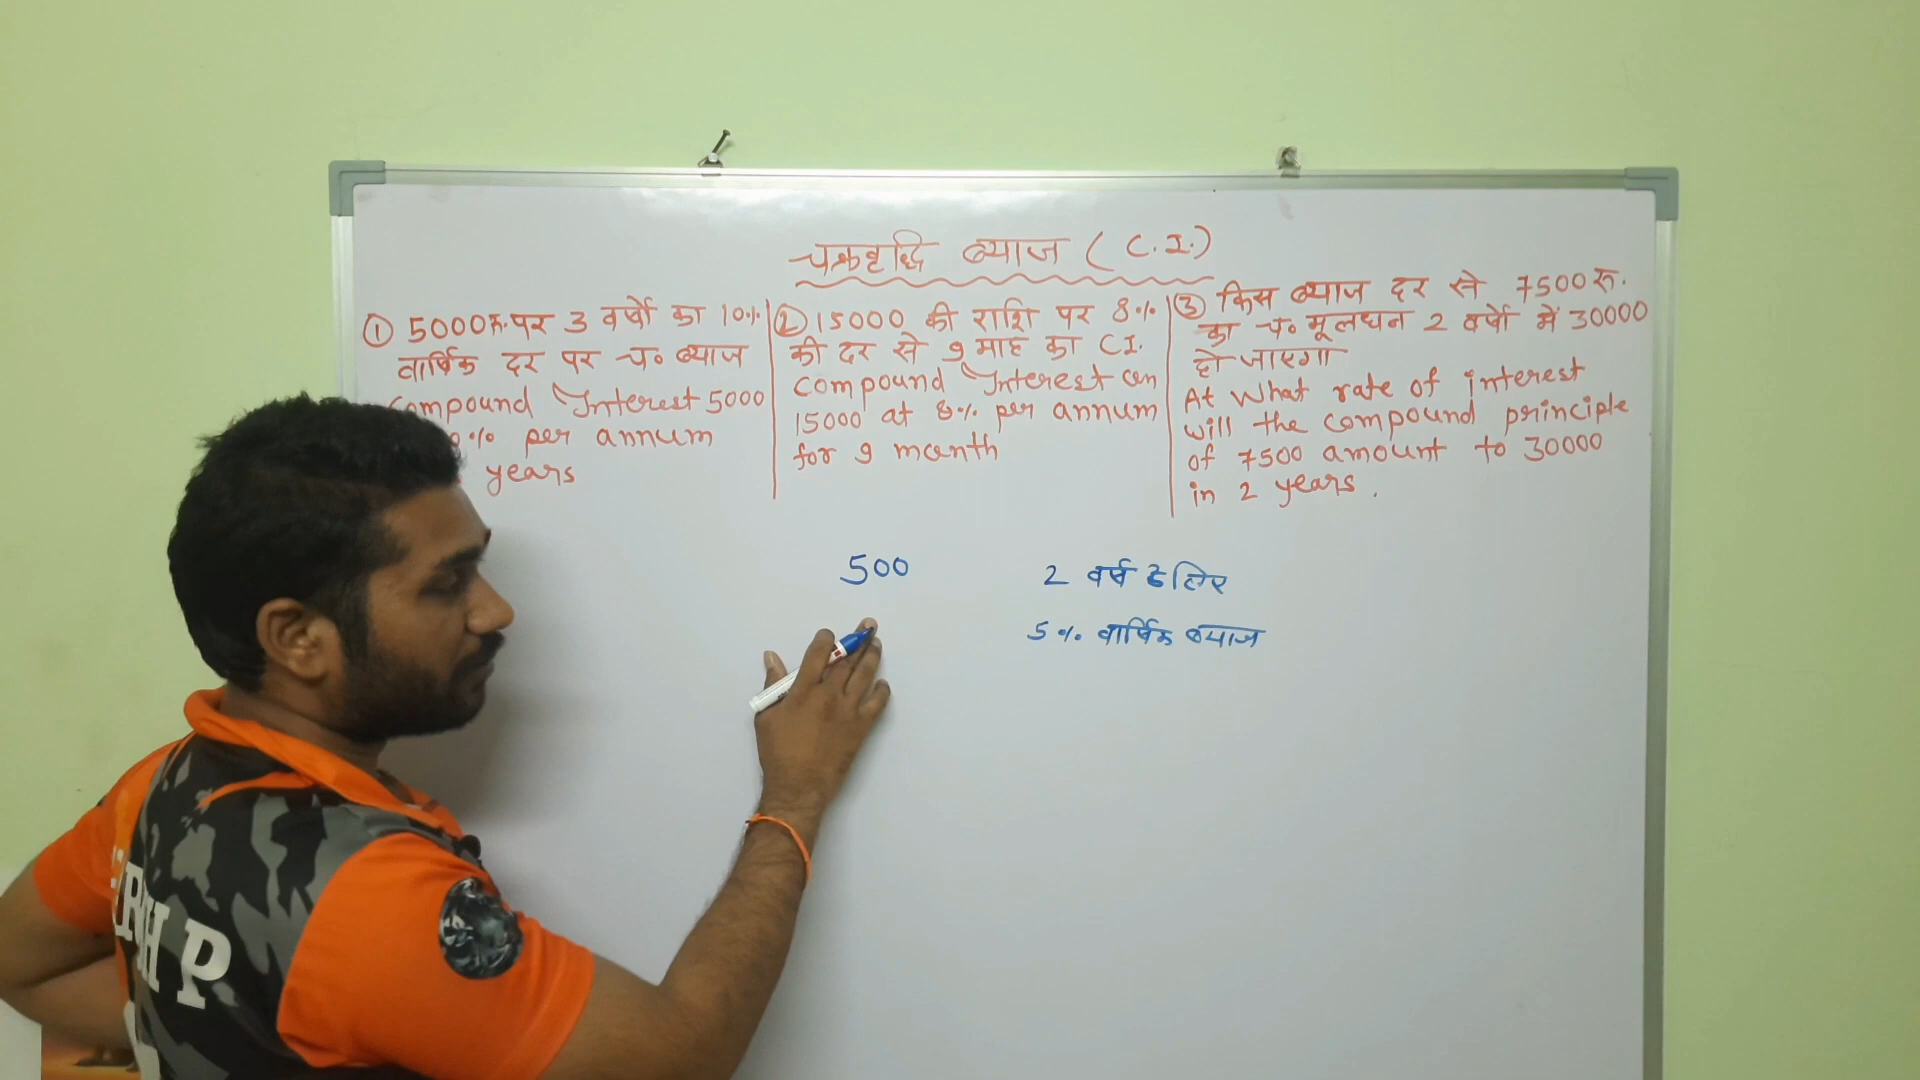 चक्रवृद्धि ब्याज ( C.I.)
① 5000रु. पर 3 वर्षो का 10%
वार्षिक दर पर च० ब्याज
Compound Interest 5000
% per annum
years
② 15000 की राशि पर 8%
की दर से 9 माह का CI.
Compound Interest on
15000 at 8% per annum
for 9 month
③ किस ब्याज दर से 7500 रु.
का च० मूलधन 2 वर्षो में 30000
हो जाएगा
At What rate of interest
will the compound principle
of 7500 amount to 30000
in 2 years.
500
2 वर्ष के लिए
5% वार्षिक ब्याज